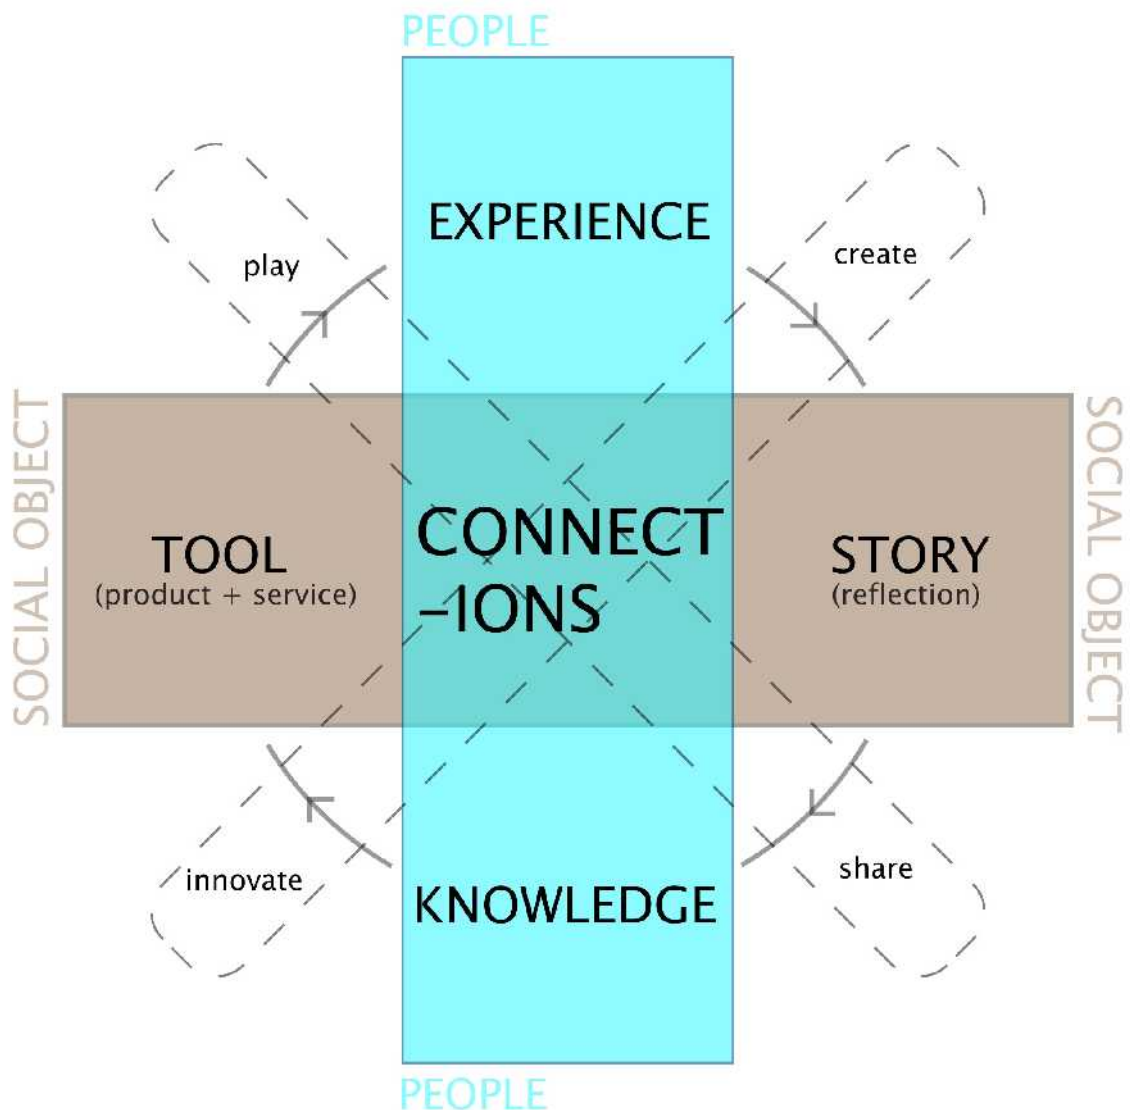 PEOPLE
EXPERIENCE
play
create
SOCIAL OBJECT
TOOL
(product + service)
CONNECT
-IONS
STORY
(reflection)
SOCIAL OBJECT
innovate
share
KNOWLEDGE
PEOPLE